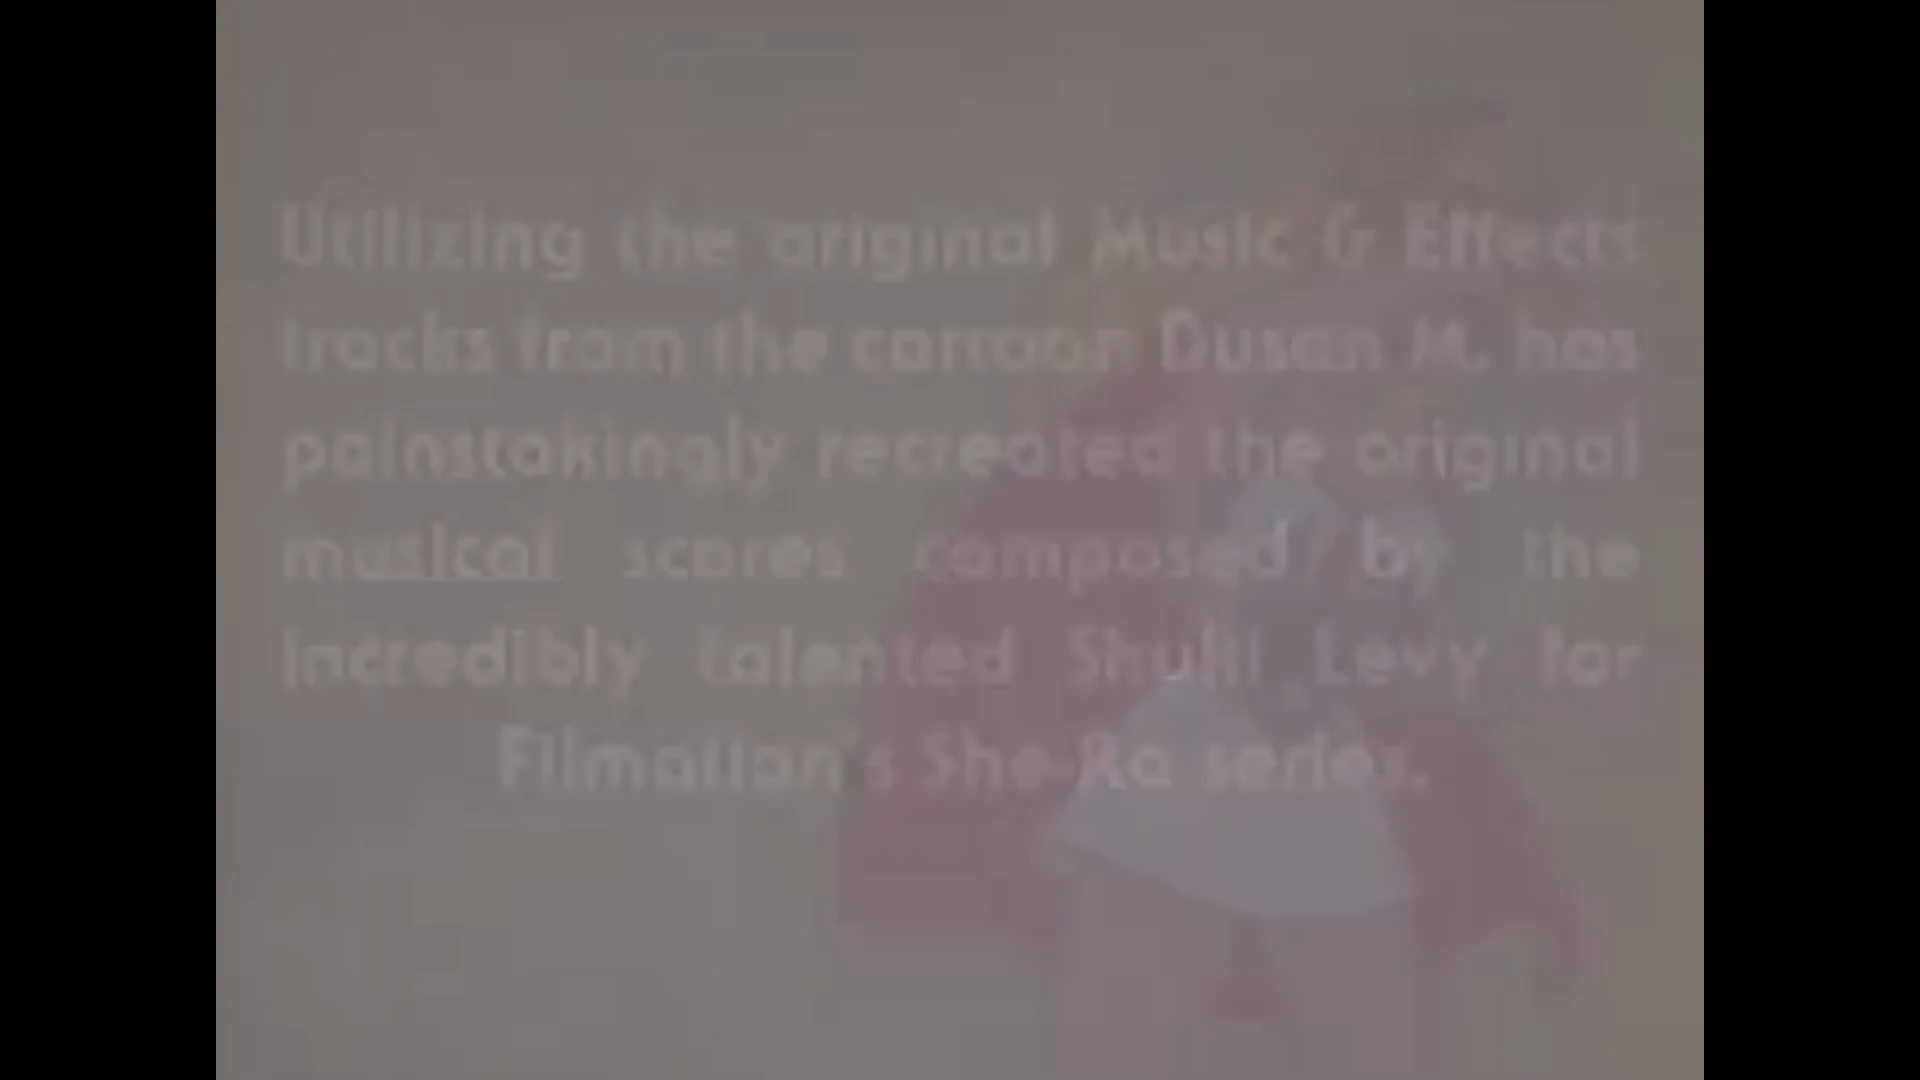 Utilizing the original Music & Effects
tracks from the cartoon Dusan M. has
painstakingly recreated the original
musical scores composed by the
incredibly talented Shuki Levy for
Filmation's She-Ra series.